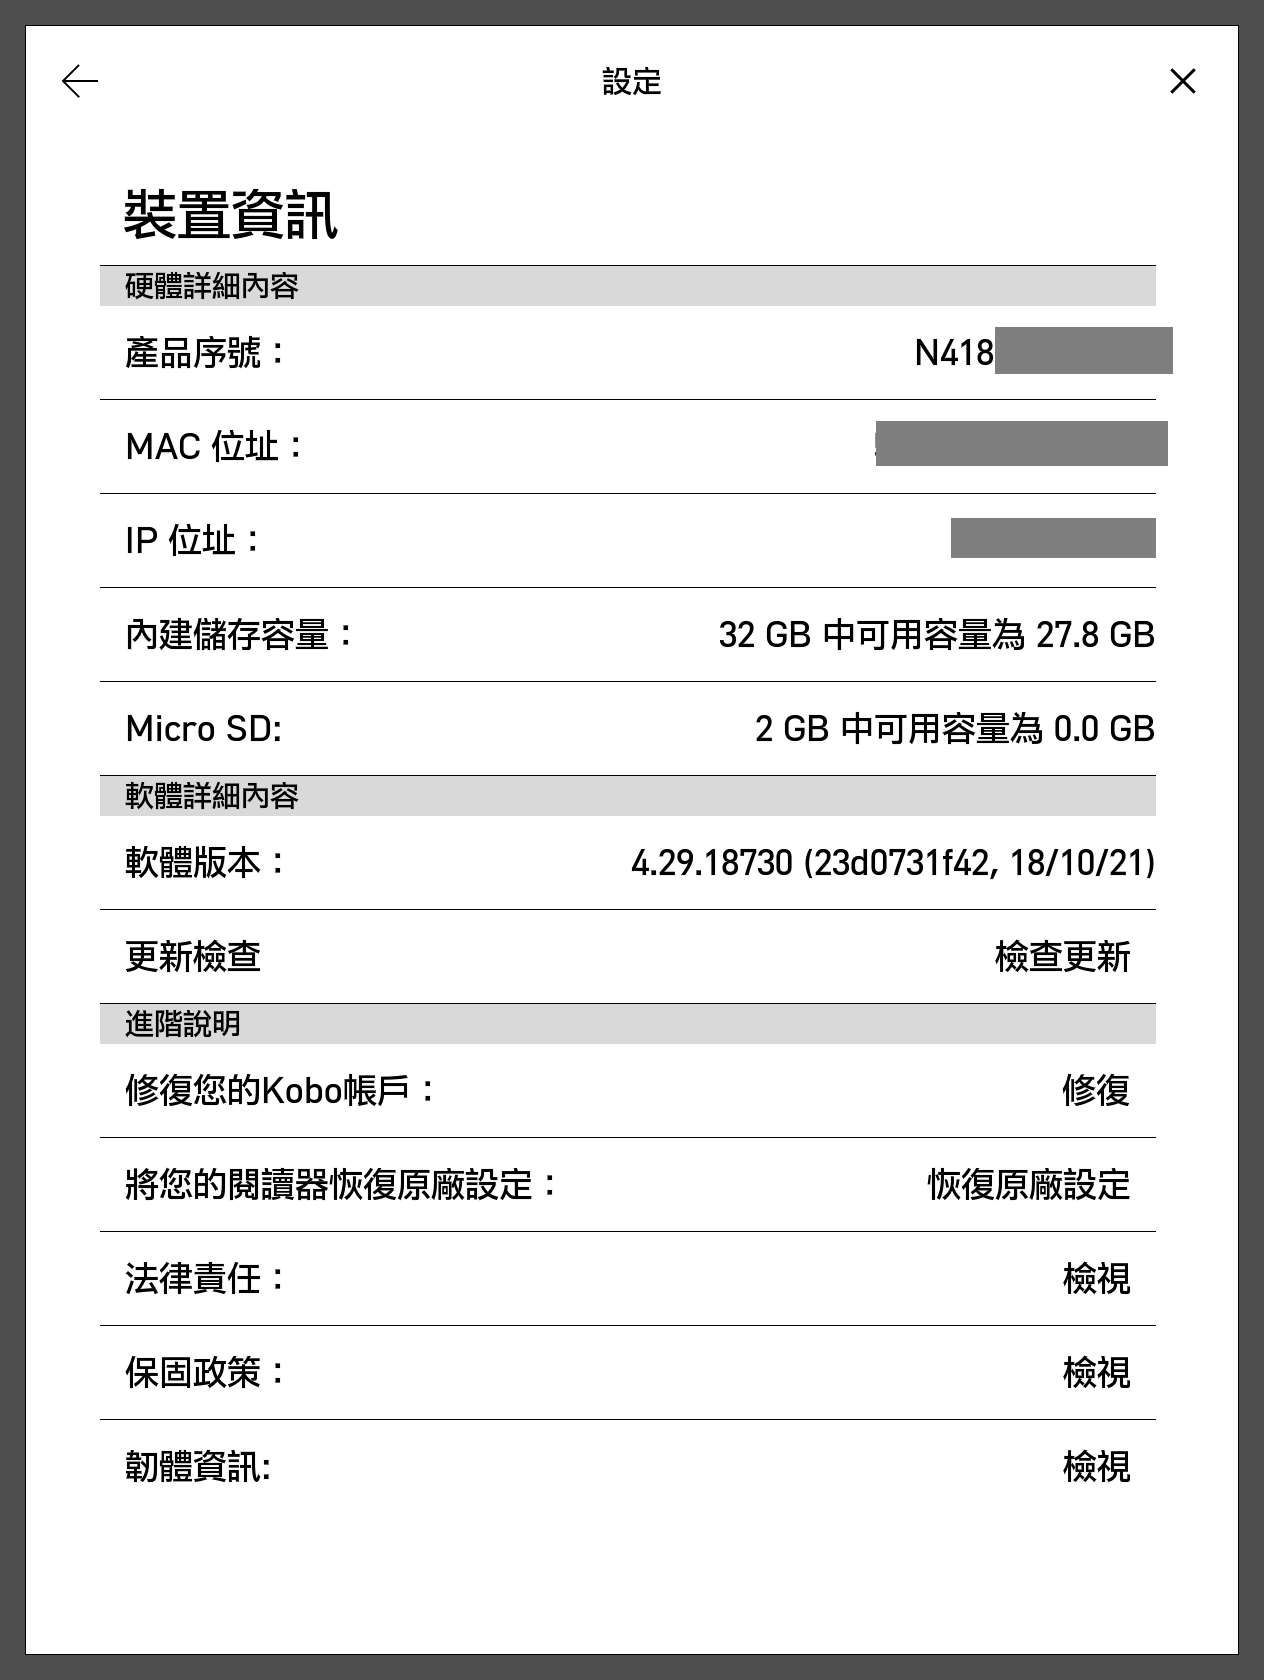 設定
裝置資訊
硬體詳細內容
產品序號： N418
MAC 位址：
IP 位址：
內建儲存容量： 32 GB 中可用容量為 27.8 GB
Micro SD: 2 GB 中可用容量為 0.0 GB
軟體詳細內容
軟體版本： 4.29.18730 (23d0731f42, 18/10/21)
更新檢查 檢查更新
進階說明
修復您的Kobo帳戶： 修復
將您的閱讀器恢復原廠設定： 恢復原廠設定
法律責任： 檢視
保固政策： 檢視
韌體資訊: 檢視